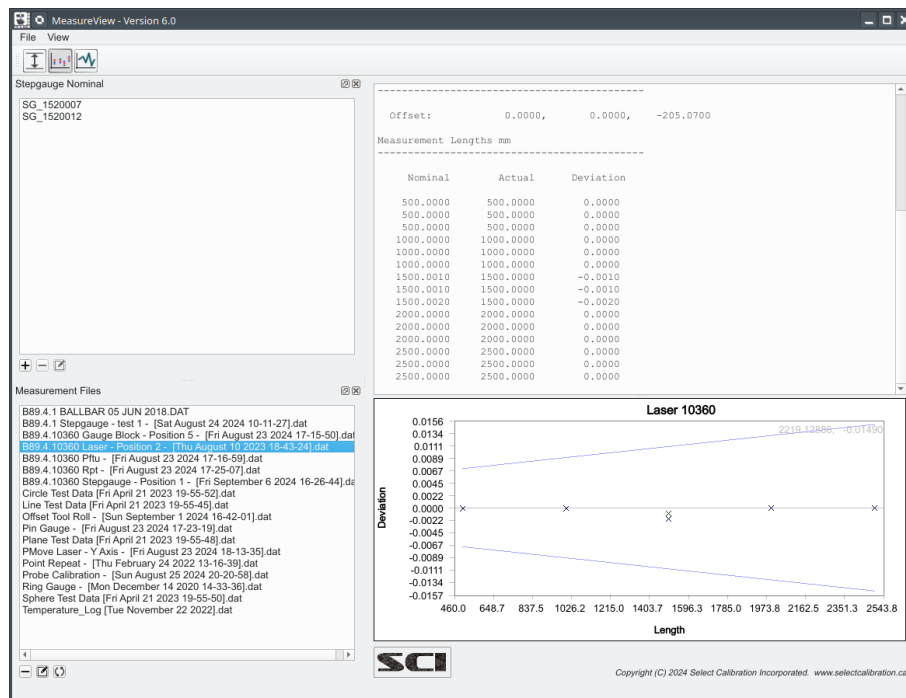 MeasureView - Version 6.0
File View
Stepgauge Nominal
SG_1520007
SG_1520012
Measurement Files
B89.4.1 BALLBAR 05 JUN 2018.DAT
B89.4.1 Stepgauge - test 1 - [Sat August 24 2024 10-11-27].dat
B89.4.10360 Gauge Block - Position 5 - [Fri August 23 2024 17-15-50].dat
B89.4.10360 Laser - Position 2 - [Thu August 10 2023 18-43-24].dat
B89.4.10360 Pftu - [Fri August 23 2024 17-16-59].dat
B89.4.10360 Rpt - [Fri August 23 2024 17-25-07].dat
B89.4.10360 Stepgauge - Position 1 - [Fri September 6 2024 16-26-44].da
Circle Test Data [Fri April 21 2023 19-55-52].dat
Line Test Data [Fri April 21 2023 19-55-45].dat
Offset Tool Roll - [Sun September 1 2024 16-42-01].dat
Pin Gauge - [Fri August 23 2024 17-23-19].dat
Plane Test Data [Fri April 21 2023 19-55-48].dat
PMove Laser - Y Axis - [Fri August 23 2024 18-13-35].dat
Point Repeat - [Thu February 24 2022 13-16-39].dat
Probe Calibration - [Sun August 25 2024 20-20-58].dat
Ring Gauge - [Mon December 14 2020 14-33-36].dat
Sphere Test Data [Fri April 21 2023 19-55-50].dat
Temperature_Log [Tue November 22 2022].dat
Offset: 0.0000, 0.0000, -205.0700
Measurement Lengths mm
Nominal Actual Deviation
500.0000 500.0000 0.0000
500.0000 500.0000 0.0000
500.0000 500.0000 0.0000
1000.0000 1000.0000 0.0000
1000.0000 1000.0000 0.0000
1000.0000 1000.0000 0.0000
1500.0010 1500.0000 -0.0010
1500.0010 1500.0000 -0.0010
1500.0020 1500.0000 -0.0020
2000.0000 2000.0000 0.0000
2000.0000 2000.0000 0.0000
2000.0000 2000.0000 0.0000
2500.0000 2500.0000 0.0000
2500.0000 2500.0000 0.0000
2500.0000 2500.0000 0.0000
Laser 10360
2219.12886, -0.01490
Deviation
0.0156
0.0134
0.0111
0.0089
0.0067
0.0045
0.0022
0.0000
-0.0022
-0.0045
-0.0067
-0.0089
-0.0111
-0.0134
-0.0157
460.0 648.7 837.5 1026.2 1215.0 1403.7 1596.3 1785.0 1973.8 2162.5 2351.3 2543.8
Length
SCI
Copyright (C) 2024 Select Calibration Incorporated. www.selectcalibration.ca